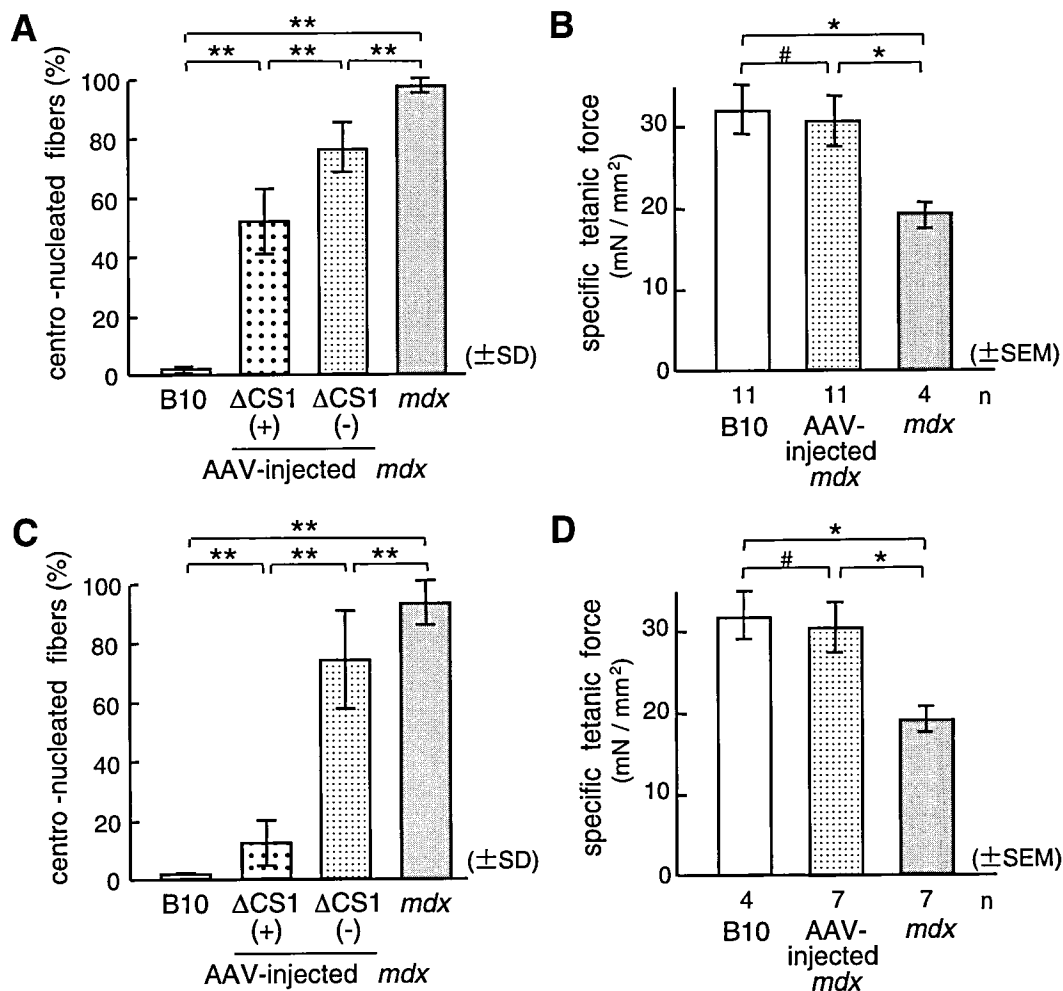 A
**
** ** **
centro -nucleated fibers (%)
100
80
60
40
20
0
(±SD)
B10 ΔCS1 ΔCS1 mdx
(+) (-)
AAV-injected mdx
B
*
# *
specific tetanic force
(mN / mm²)
30
20
10
0
(±SEM)
11 11 4 n
B10 AAV- mdx
injected
mdx
C
**
** ** **
centro -nucleated fibers (%)
100
80
60
40
20
0
(±SD)
B10 ΔCS1 ΔCS1 mdx
(+) (-)
AAV-injected mdx
D
*
# *
specific tetanic force
(mN / mm²)
30
20
10
0
(±SEM)
4 7 7 n
B10 AAV- mdx
injected
mdx